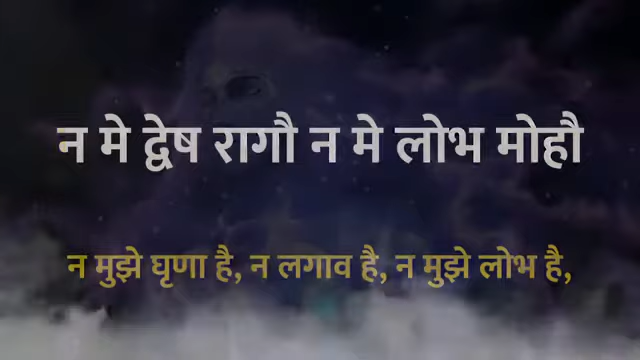 न मे द्वेष रागौ न मे लोभ मोहौ
न मुझे घृणा है, न लगाव है, न मुझे लोभ है,